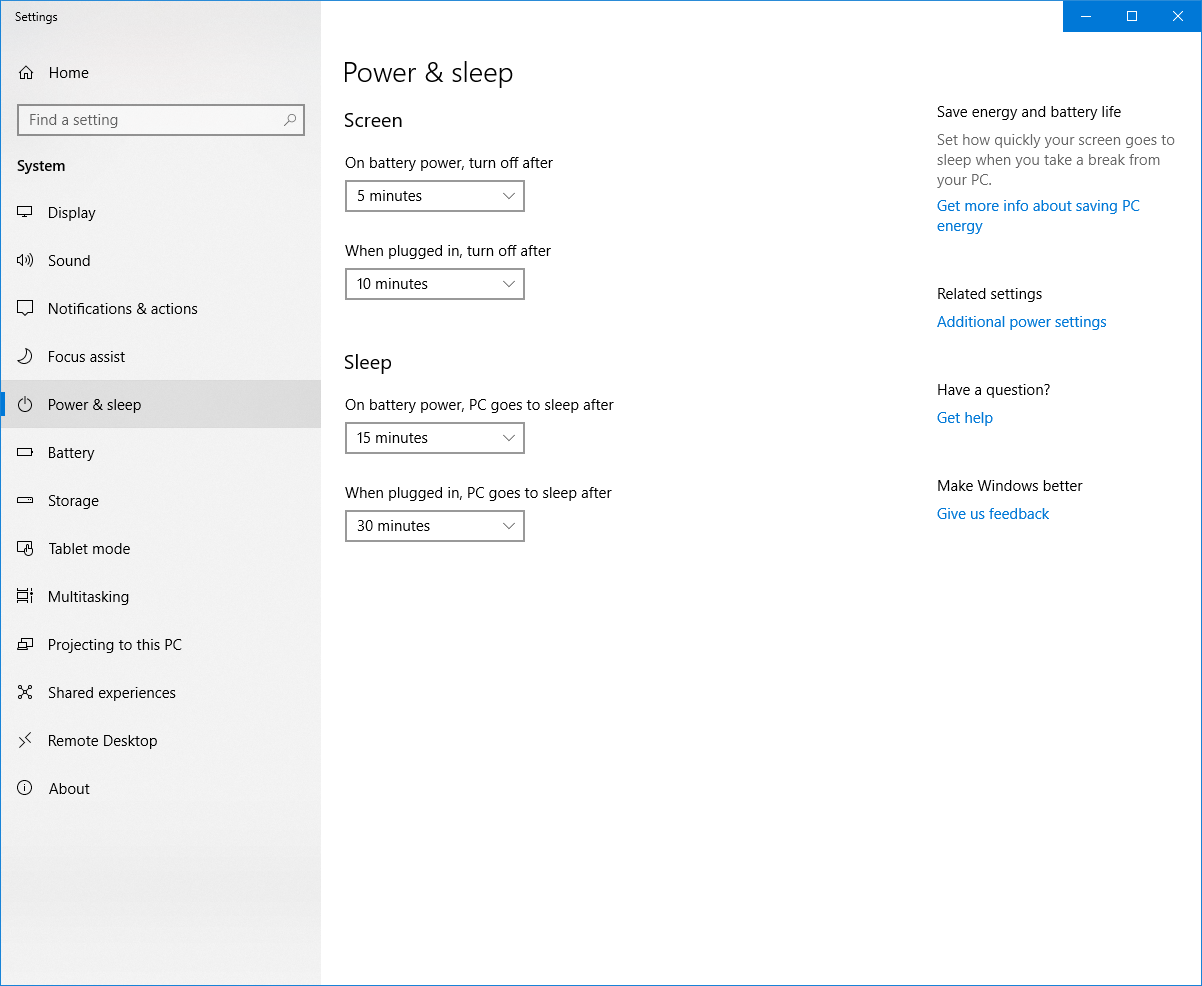 Settings
Home
Find a setting
System
Display
Sound
Notifications & actions
Focus assist
Power & sleep
Battery
Storage
Tablet mode
Multitasking
Projecting to this PC
Shared experiences
Remote Desktop
About
Power & sleep
Screen
On battery power, turn off after
5 minutes
When plugged in, turn off after
10 minutes
Sleep
On battery power, PC goes to sleep after
15 minutes
When plugged in, PC goes to sleep after
30 minutes
Save energy and battery life
Set how quickly your screen goes to
sleep when you take a break from
your PC.
Get more info about saving PC
energy
Related settings
Additional power settings
Have a question?
Get help
Make Windows better
Give us feedback